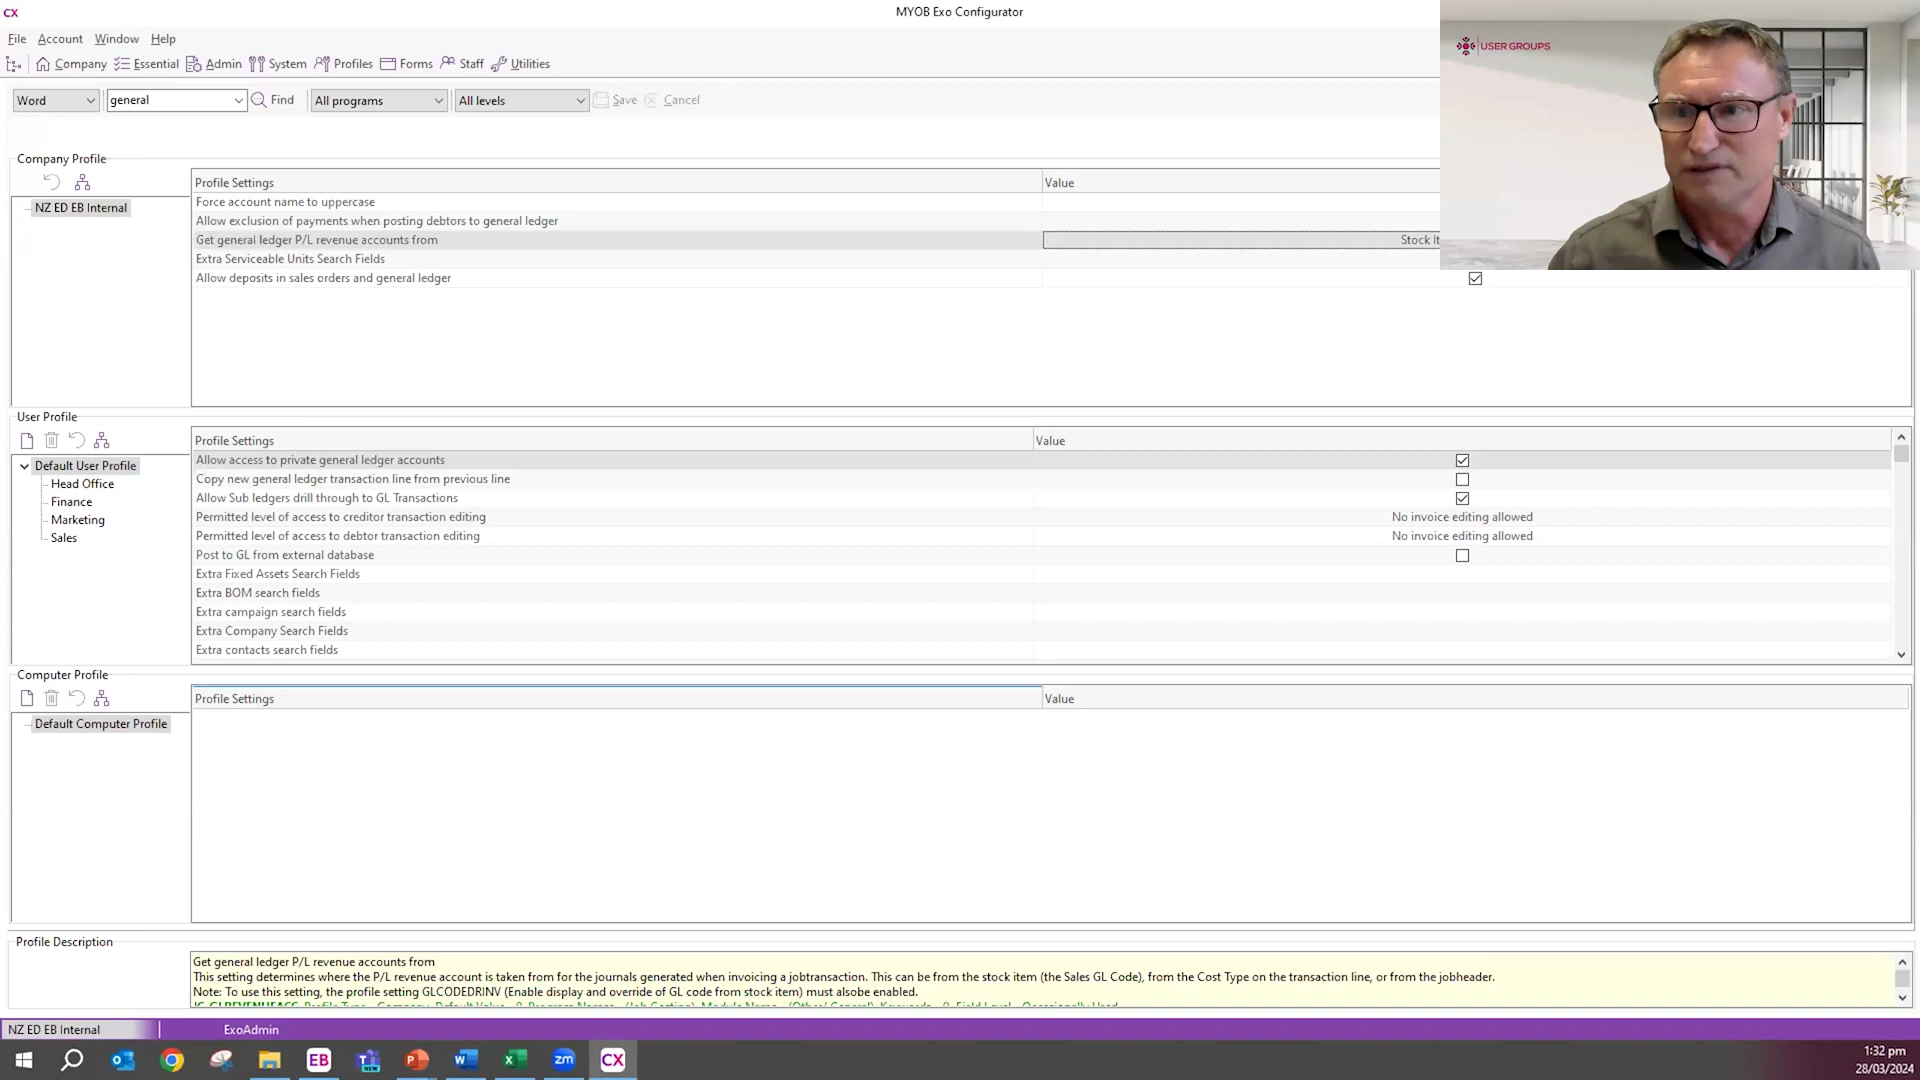 CX
MYOB Exo Configurator
File Account Window Help
Company Essential Admin System Profiles Forms Staff Utilities
Word general Find All programs All levels Save Cancel
USER GROUPS
Company Profile
NZ ED EB Internal
Profile Settings Value
Force account name to uppercase
Allow exclusion of payments when posting debtors to general ledger
Get general ledger P/L revenue accounts from Stock It
Extra Serviceable Units Search Fields
Allow deposits in sales orders and general ledger
User Profile
Default User Profile
Head Office
Finance
Marketing
Sales
Profile Settings Value
Allow access to private general ledger accounts
Copy new general ledger transaction line from previous line
Allow Sub ledgers drill through to GL Transactions
Permitted level of access to creditor transaction editing No invoice editing allowed
Permitted level of access to debtor transaction editing No invoice editing allowed
Post to GL from external database
Extra Fixed Assets Search Fields
Extra BOM search fields
Extra campaign search fields
Extra Company Search Fields
Extra contacts search fields
Computer Profile
Default Computer Profile
Profile Settings Value
Profile Description
Get general ledger P/L revenue accounts from
This setting determines where the P/L revenue account is taken from for the journals generated when invoicing a jobtransaction. This can be from the stock item (the Sales GL Code), from the Cost Type on the transaction line, or from the jobheader.
Note: To use this setting, the profile setting GLCODEDRINV (Enable display and override of GL code from stock item) must alsobe enabled.
NZ ED EB Internal ExoAdmin
EB NEW zm CX
1:32 pm
28/03/2024